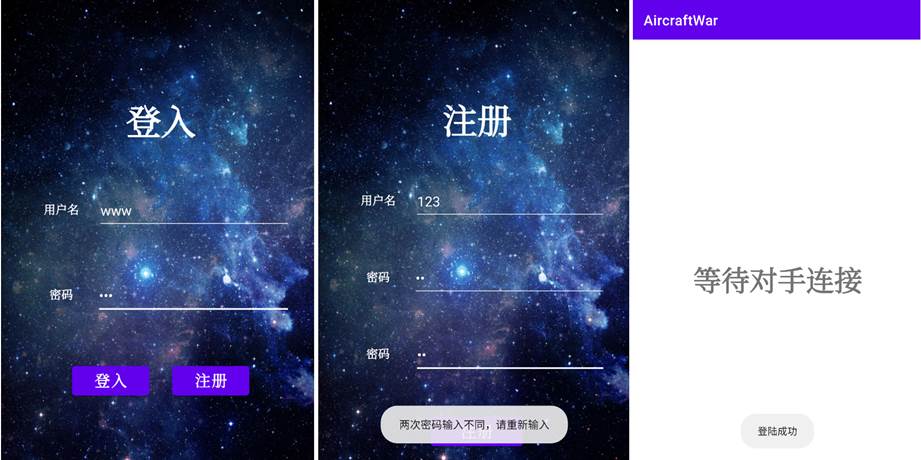 登入
用户名
www
密码
•••
登入
注册
注册
用户名
123
密码
••
密码
••
两次密码输入不同，请重新输入
注册
AircraftWar
等待对手连接
登陆成功